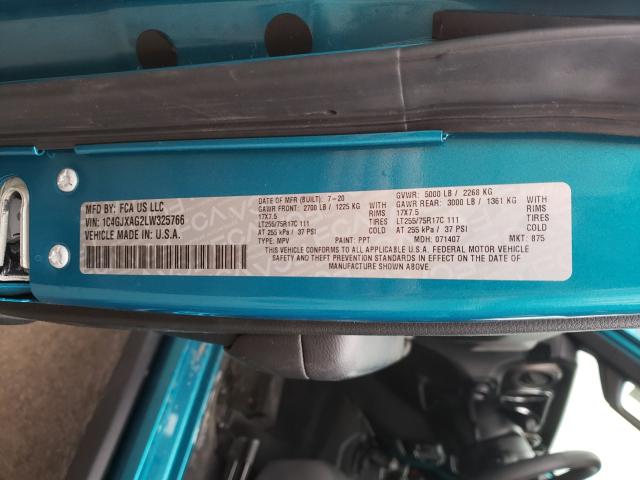 MFD BY: FCA US LLC
VIN: 1C4GJXAG2LW325766
VEHICLE MADE IN: U.S.A.
DATE OF MFR (BUILT): 7-20 GVWR: 5000 LB / 2268 KG
GAWR FRONT: 2700 LB / 1225 KG WITH GAWR REAR: 3000 LB / 1361 KG WITH
17X7.5 RIMS 17X7.5 RIMS
LT255/75R17C 111 TIRES LT255/75R17C 111 TIRES
AT 255 kPa / 37 PSI COLD AT 255 kPa / 37 PSI COLD
TYPE: MPV PAINT: PPT MDH: 071407 MKT: 875
THIS VEHICLE CONFORMS TO ALL APPLICABLE U.S.A. FEDERAL MOTOR VEHICLE
SAFETY AND THEFT PREVENTION STANDARDS IN EFFECT ON THE DATE OF
MANUFACTURE SHOWN ABOVE.